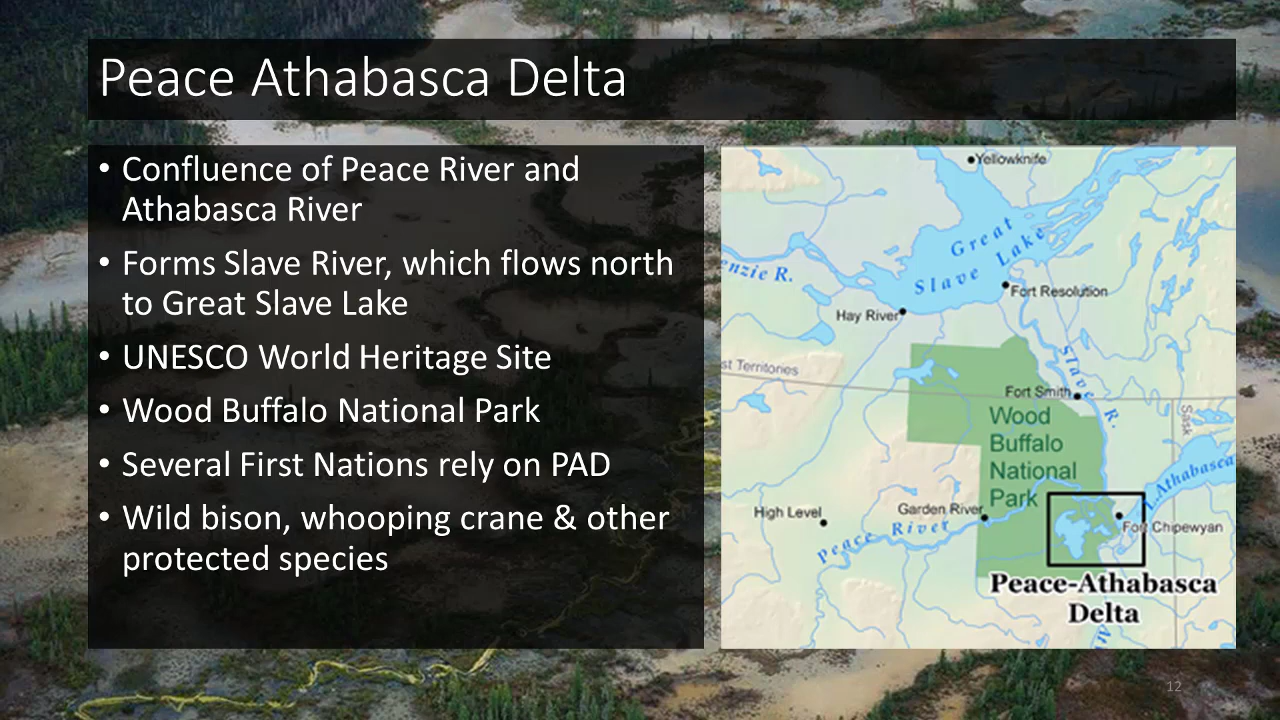 Peace Athabasca Delta
• Confluence of Peace River and
Athabasca River
• Forms Slave River, which flows north
to Great Slave Lake
• UNESCO World Heritage Site
• Wood Buffalo National Park
• Several First Nations rely on PAD
• Wild bison, whooping crane & other
protected species
Yellowknife
Great
Slave Lake
enzie R.
Fort Resolution
Hay River
Slave R.
st Territories
Fort Smith
Sask
Wood
Buffalo
National
Park
L. Athabasca
High Level
Garden River
Peace River
Fort Chipewyan
Peace-Athabasca
Delta
At
12